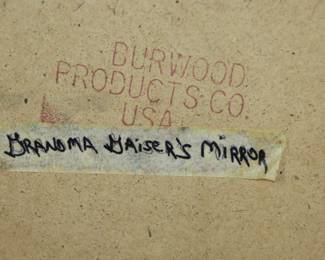 BURWOOD
PRODUCTS CO.
USA
GRANDMA GAISER'S MIRROR